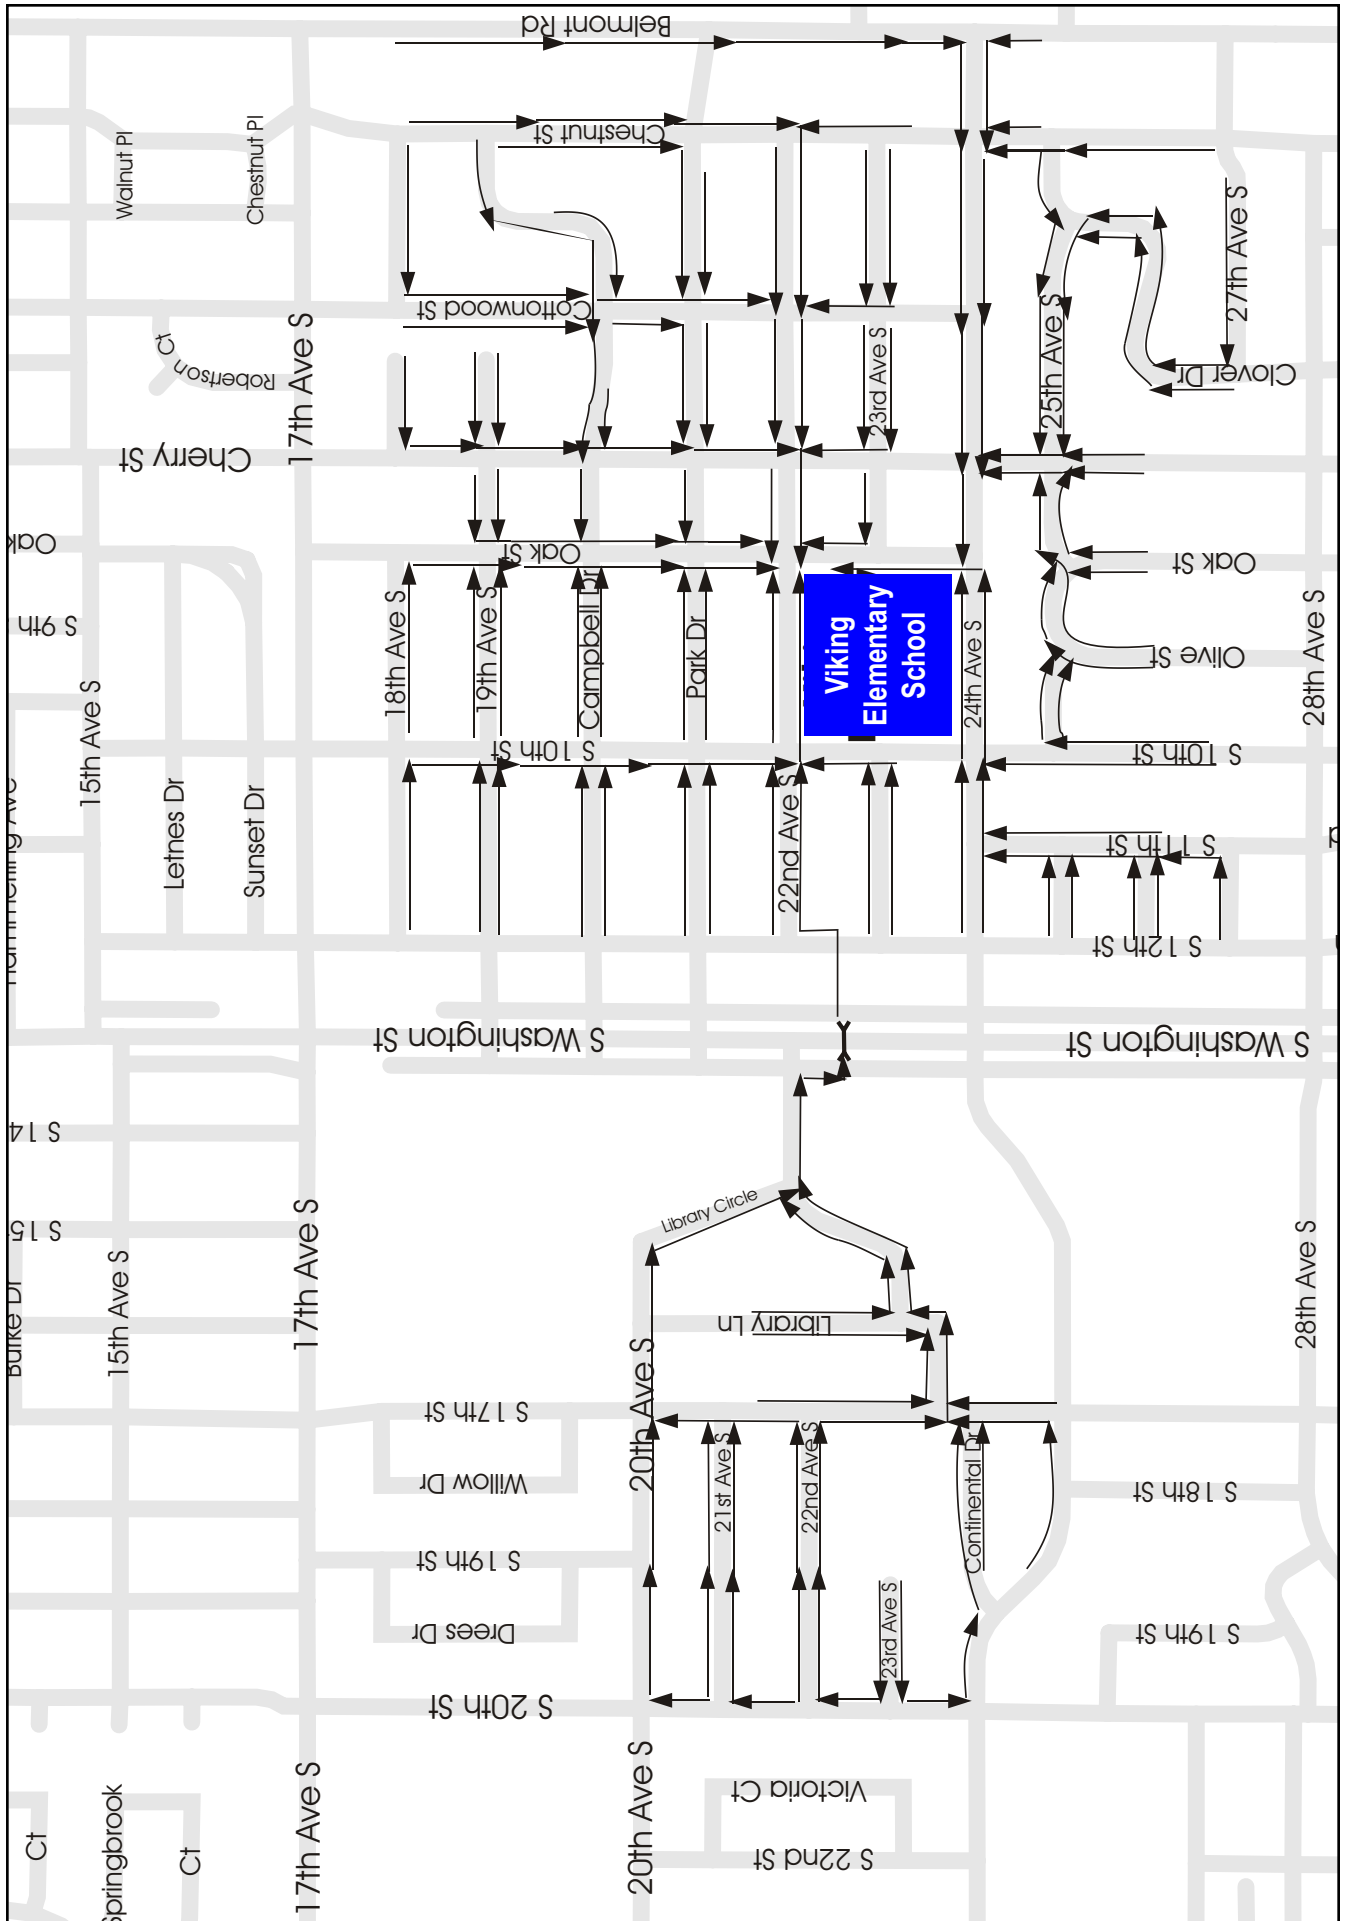 Belmont Rd
Chestnut St
Walnut Pl
Chestnut Pl
27th Ave S
Cottonwood St
25th Ave S
Robertson Ct
17th Ave S
23rd Ave S
Clover Dr
Cherry St
Oak
Oak St
Oak St
S 9th
18th Ave S
19th Ave S
Campbell Dr
Park Dr
Viking
Elementary
School
24th Ave S
Olive St
28th Ave S
15th Ave S
S 10th St
S 10th St
Letnes Dr
Sunset Dr
22nd Ave S
S 11th St
S 12th St
S Washington St
S Washington St
S 14
S 15
Library Circle
17th Ave S
15th Ave S
28th Ave S
Burke Dr
Library Ln
20th Ave S
S 17th St
Willow Dr
21st Ave S
22nd Ave S
Continental Dr
S 18th St
S 19th St
Drees Dr
23rd Ave S
S 19th St
S 20th St
17th Ave S
20th Ave S
Victoria Ct
Ct
Springbrook
Ct
S 22nd St